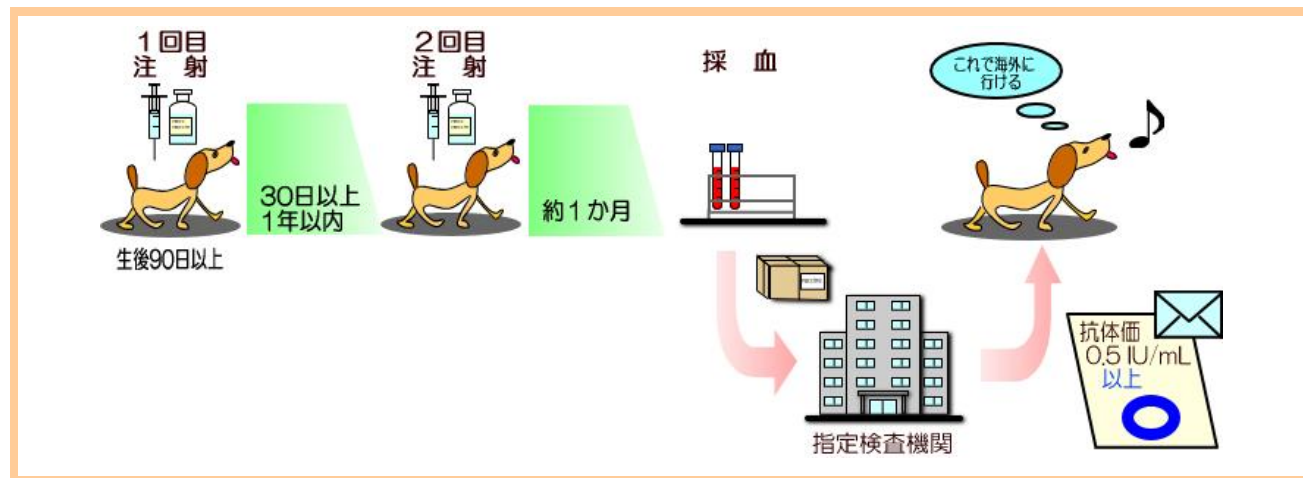 1回目
注 射
生後90日以上
30日以上
1年以内
2回目
注 射
約1か月
採 血
指定検査機関
抗体価
0.5 IU/mL
以上
これで海外に
行ける